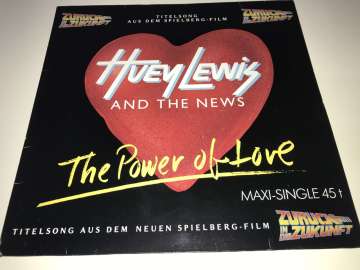 ZURÜCK IN DIE ZUKUNFT
TITELSONG
AUS DEM SPIELBERG-FILM
ZURÜCK IN DIE ZUKUNFT
HUEY LEWIS
AND THE NEWS
The Power of Love
MAXI-SINGLE 45 t
TITELSONG AUS DEM NEUEN SPIELBERG-FILM
ZURÜCK
IN DIE ZUKUNFT